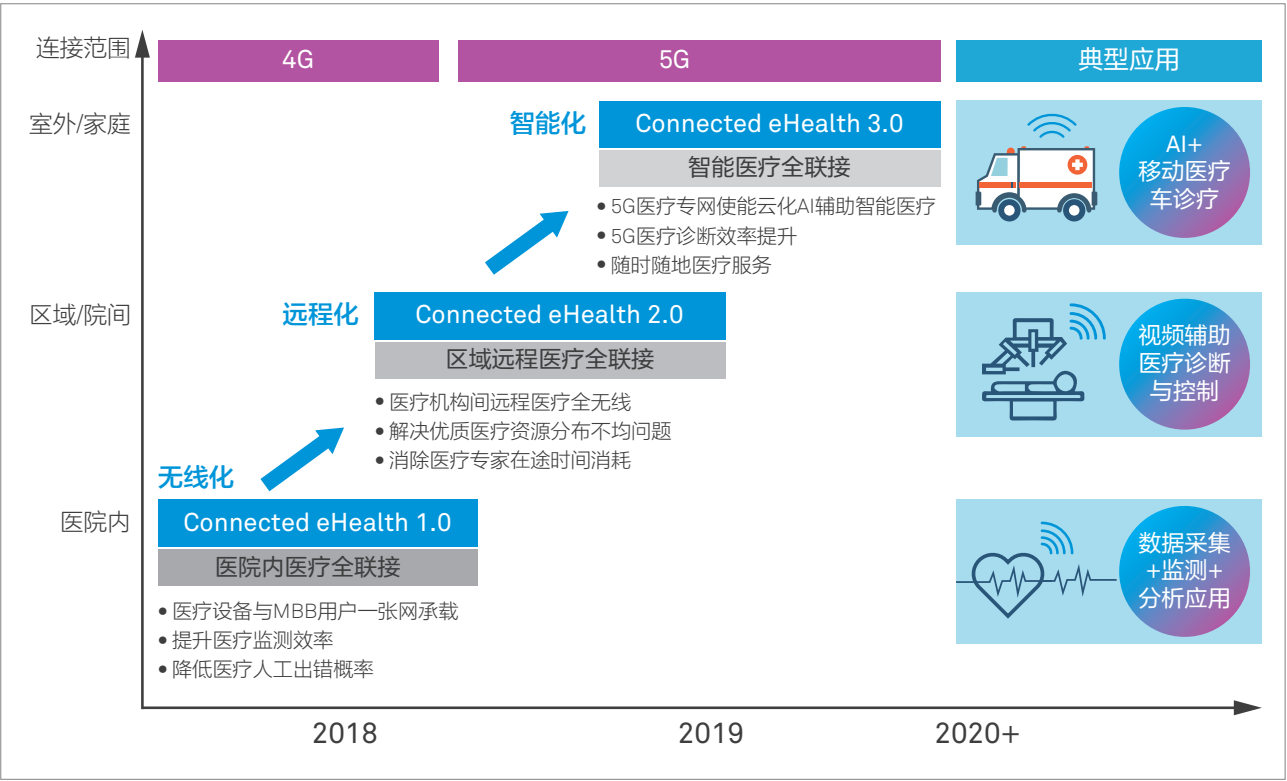 连接范围
4G
5G
典型应用
室外/家庭
智能化
Connected eHealth 3.0
智能医疗全联接
• 5G医疗专网使能云化AI辅助智能医疗
• 5G医疗诊断效率提升
• 随时随地医疗服务
AI+
移动医疗
车诊疗
区域/院间
远程化
Connected eHealth 2.0
区域远程医疗全联接
• 医疗机构间远程医疗全无线
• 解决优质医疗资源分布不均问题
• 消除医疗专家在途时间消耗
视频辅助
医疗诊断
与控制
医院内
无线化
Connected eHealth 1.0
医院内医疗全联接
• 医疗设备与MBB用户一张网承载
• 提升医疗监测效率
• 降低医疗人工出错概率
数据采集
+监测+
分析应用
2018
2019
2020+